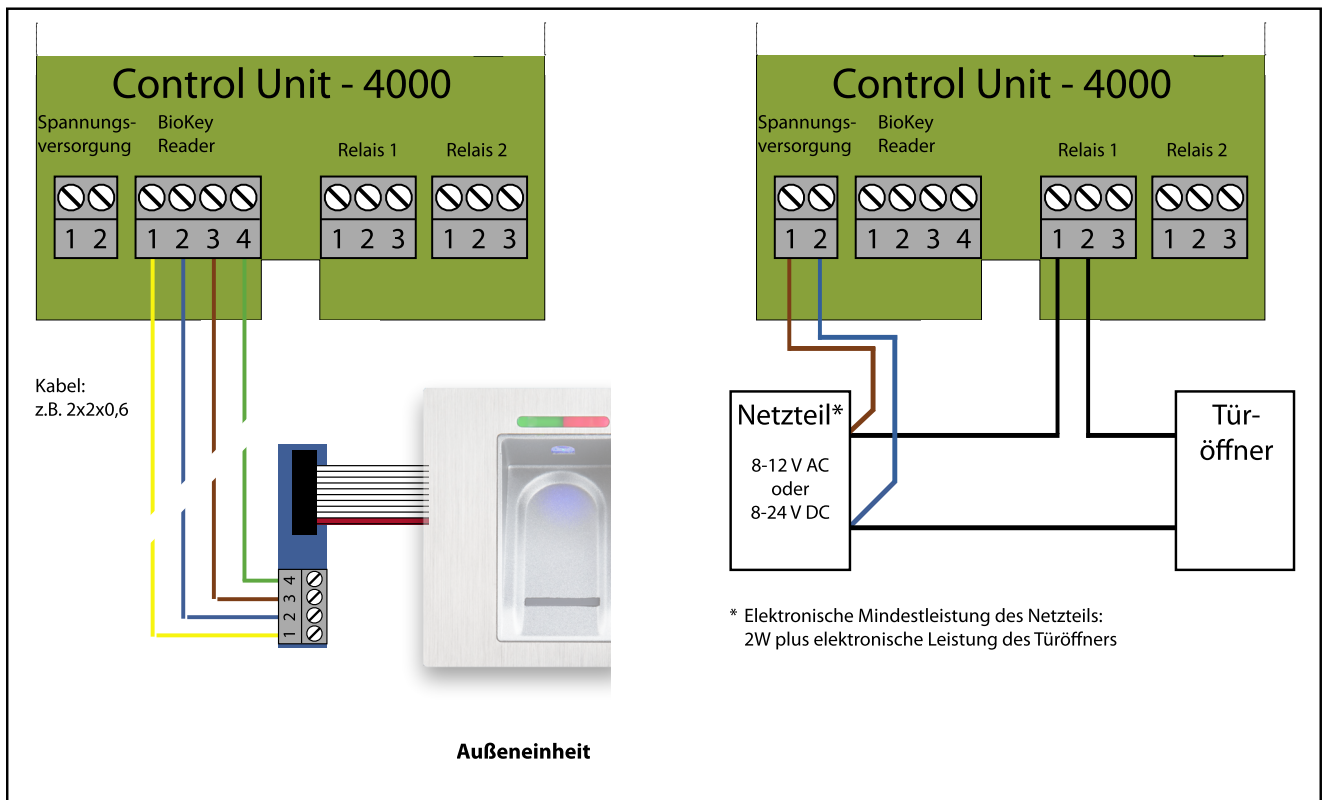 Control Unit - 4000
Spannungs-
versorgung
BioKey
Reader
Relais 1
Relais 2
1 2
1 2 3 4
1 2 3
1 2 3
Kabel:
z.B. 2x2x0,6
4
3
2
1
Außeneinheit
Control Unit - 4000
Spannungs-
versorgung
BioKey
Reader
Relais 1
Relais 2
1 2
1 2 3 4
1 2 3
1 2 3
Netzteil*
8-12 V AC
oder
8-24 V DC
Tür-
öffner
* Elektronische Mindestleistung des Netzteils:
2W plus elektronische Leistung des Türöffners